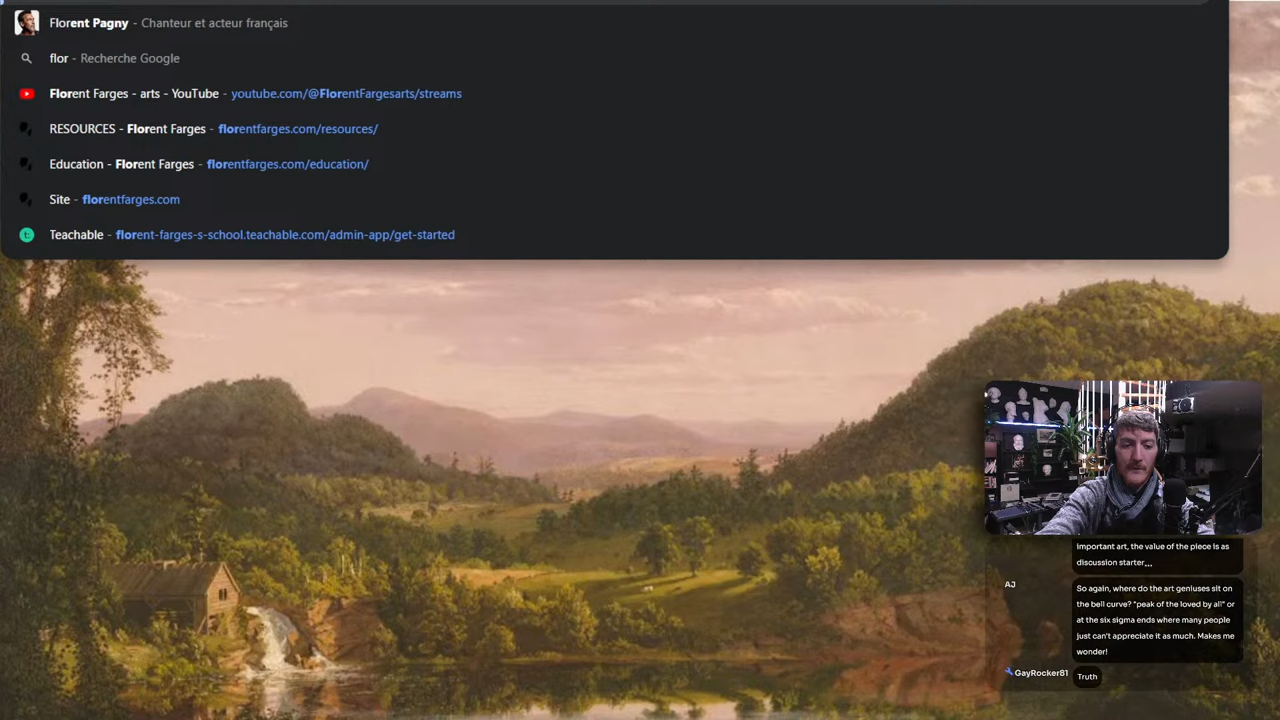 Florent Pagny - Chanteur et acteur français
flor - Recherche Google
Florent Farges - arts - YouTube - youtube.com/@FlorentFargesarts/streams
RESOURCES - Florent Farges - florentfarges.com/resources/
Education - Florent Farges - florentfarges.com/education/
Site - florentfarges.com
Teachable - florent-farges-s-school.teachable.com/admin-app/get-started
important art, the value of the piece is as
discussion starter,,,
AJ
So again, where do the art geniuses sit on
the bell curve? "peak of the loved by all" or
at the six sigma ends where many people
just can't appreciate it as much. Makes me
wonder!
GayRocker81
Truth